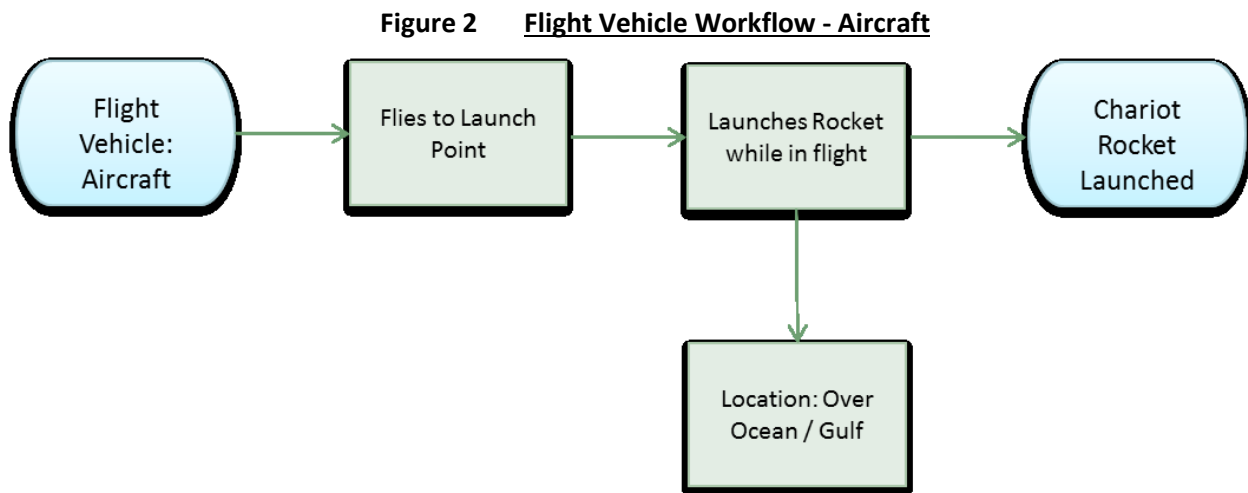 Figure 2 Flight Vehicle Workflow - Aircraft
Flight
Vehicle:
Aircraft
Flies to Launch
Point
Launches Rocket
while in flight
Chariot
Rocket
Launched
Location: Over
Ocean / Gulf